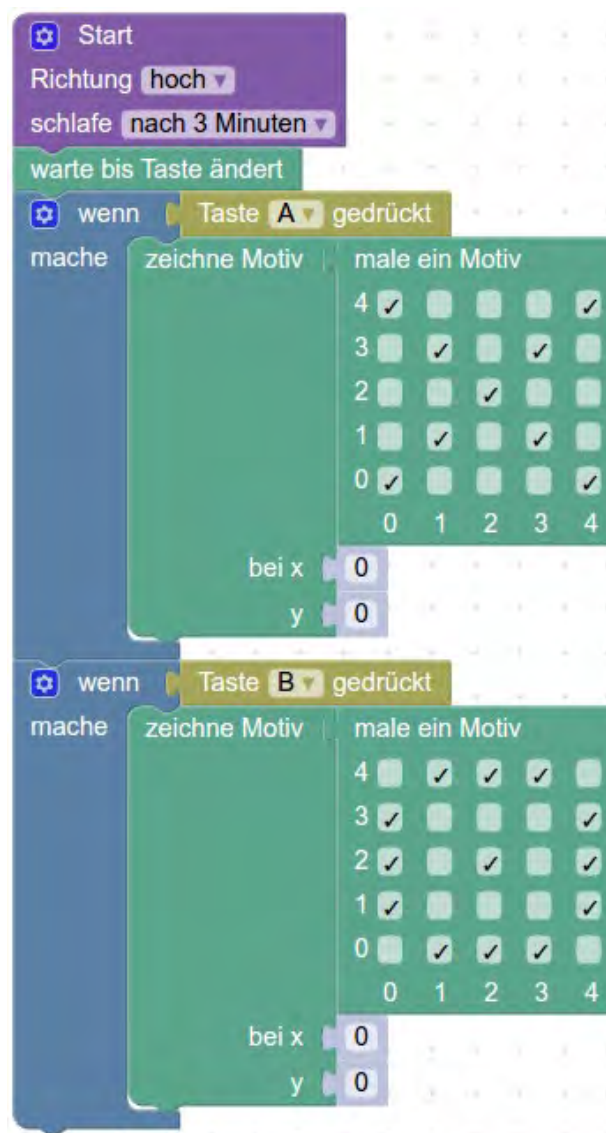 Start
Richtung hoch
schlafe nach 3 Minuten
warte bis Taste ändert
wenn Taste A gedrückt
mache zeichne Motiv male ein Motiv
4 ✓ ✓
3 ✓ ✓
2 ✓
1 ✓ ✓
0 ✓ ✓
0 1 2 3 4
bei x 0
y 0
wenn Taste B gedrückt
mache zeichne Motiv male ein Motiv
4 ✓ ✓ ✓
3 ✓ ✓
2 ✓ ✓ ✓
1 ✓ ✓
0 ✓ ✓ ✓
0 1 2 3 4
bei x 0
y 0